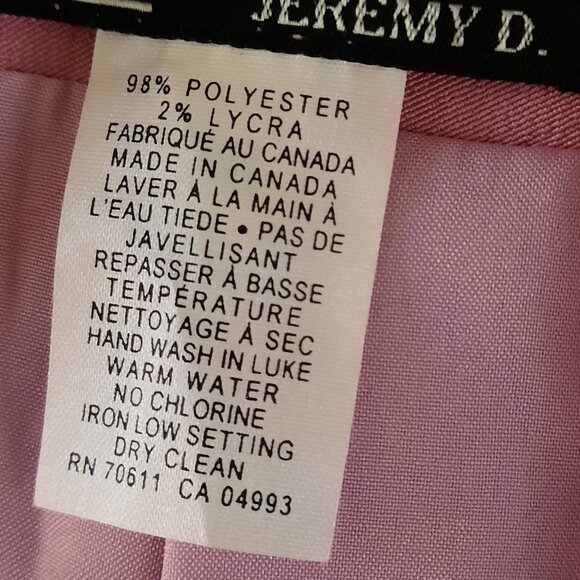 JEREMY D.
98% POLYESTER
2% LYCRA
FABRIQUÉ AU CANADA
MADE IN CANADA
LAVER À LA MAIN À
L'EAU TIEDE • PAS DE
JAVELLISANT
REPASSER À BASSE
TEMPÉRATURE
NETTOYAGE À SEC
HAND WASH IN LUKE
WARM WATER
NO CHLORINE
IRON LOW SETTING
DRY CLEAN
RN 70611 CA 04993